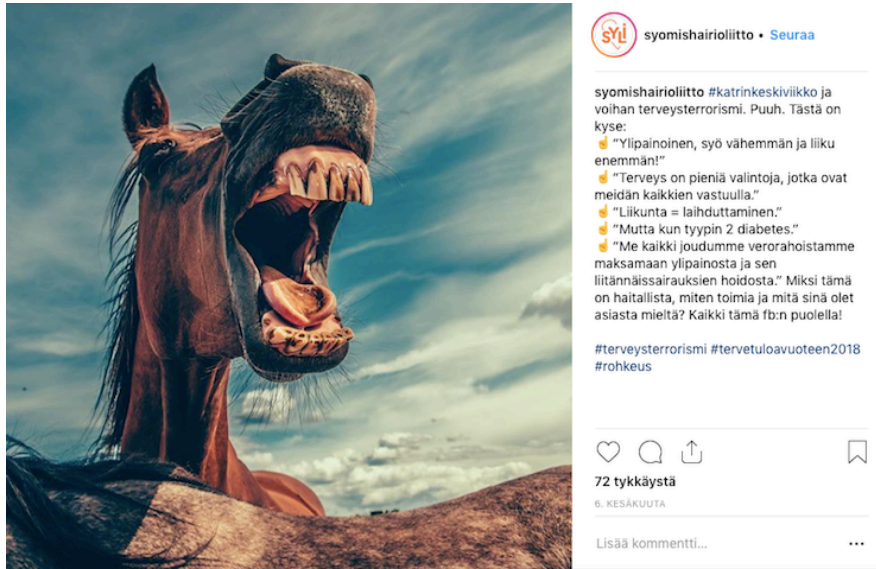 SYLI
syomishairioliitto • Seuraa
syomishairioliitto #katrinkeskiviikko ja
voihan terveysterrorismi. Puuh. Tästä on
kyse:
☝️ “Ylipainoinen, syö vähemmän ja liiku
enemmän!”
☝️ “Terveys on pieniä valintoja, jotka ovat
meidän kaikkien vastuulla.”
☝️ “Liikunta = laihduttaminen.”
☝️ “Mutta kun tyypin 2 diabetes.”
☝️ “Me kaikki joudumme verorahoistamme
maksamaan ylipainosta ja sen
liitännäissairauksien hoidosta.” Miksi tämä
on haitallista, miten toimia ja mitä sinä olet
asiasta mieltä? Kaikki tämä fb:n puolella!
#terveysterrorismi #tervetuloavuoteen2018
#rohkeus
72 tykkäystä
6. KESÄKUUTA
Lisää kommentti...